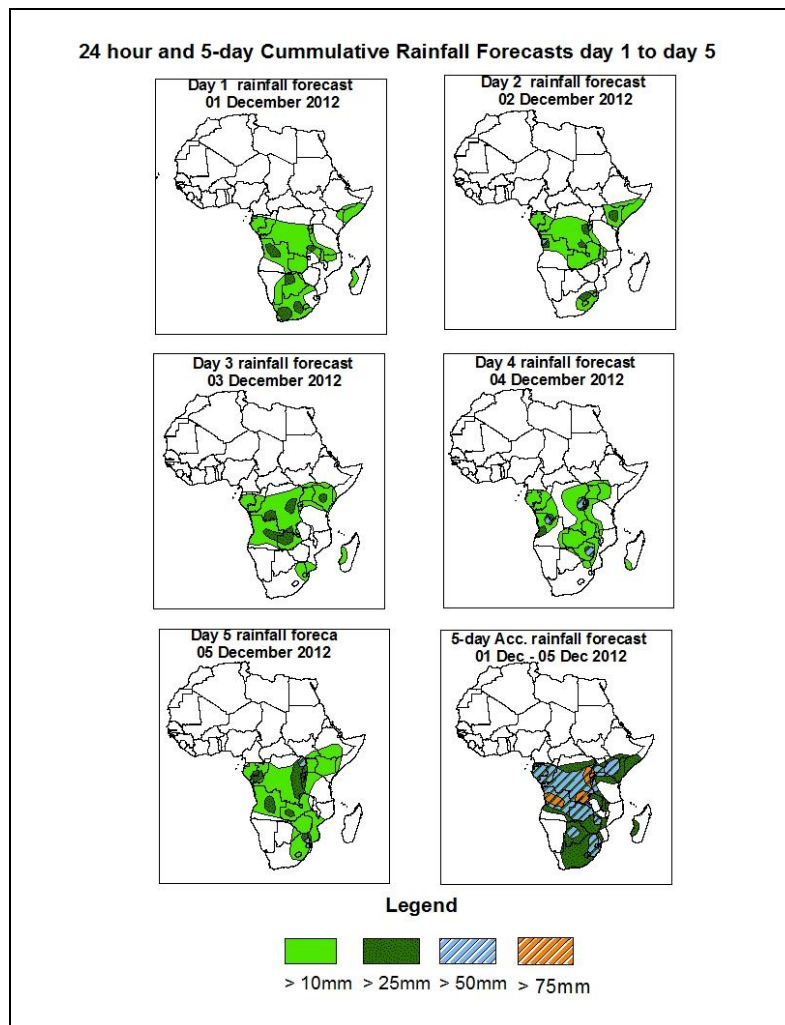 24 hour and 5-day Cummulative Rainfall Forecasts day 1 to day 5
Day 1 rainfall forecast
01 December 2012
Day 2 rainfall forecast
02 December 2012
Day 3 rainfall forecast
03 December 2012
Day 4 rainfall forecast
04 December 2012
Day 5 rainfall foreca
05 December 2012
5-day Acc. rainfall forecast
01 Dec - 05 Dec 2012
Legend
> 10mm > 25mm > 50mm > 75mm